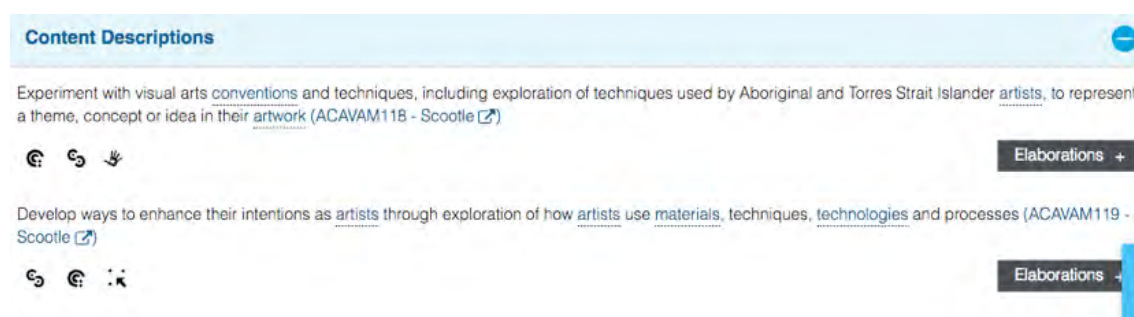 Content Descriptions
Experiment with visual arts conventions and techniques, including exploration of techniques used by Aboriginal and Torres Strait Islander artists, to represent
a theme, concept or idea in their artwork (ACAVAM118 - Scootle)
Elaborations +
Develop ways to enhance their intentions as artists through exploration of how artists use materials, techniques, technologies and processes (ACAVAM119 -
Scootle)
Elaborations +